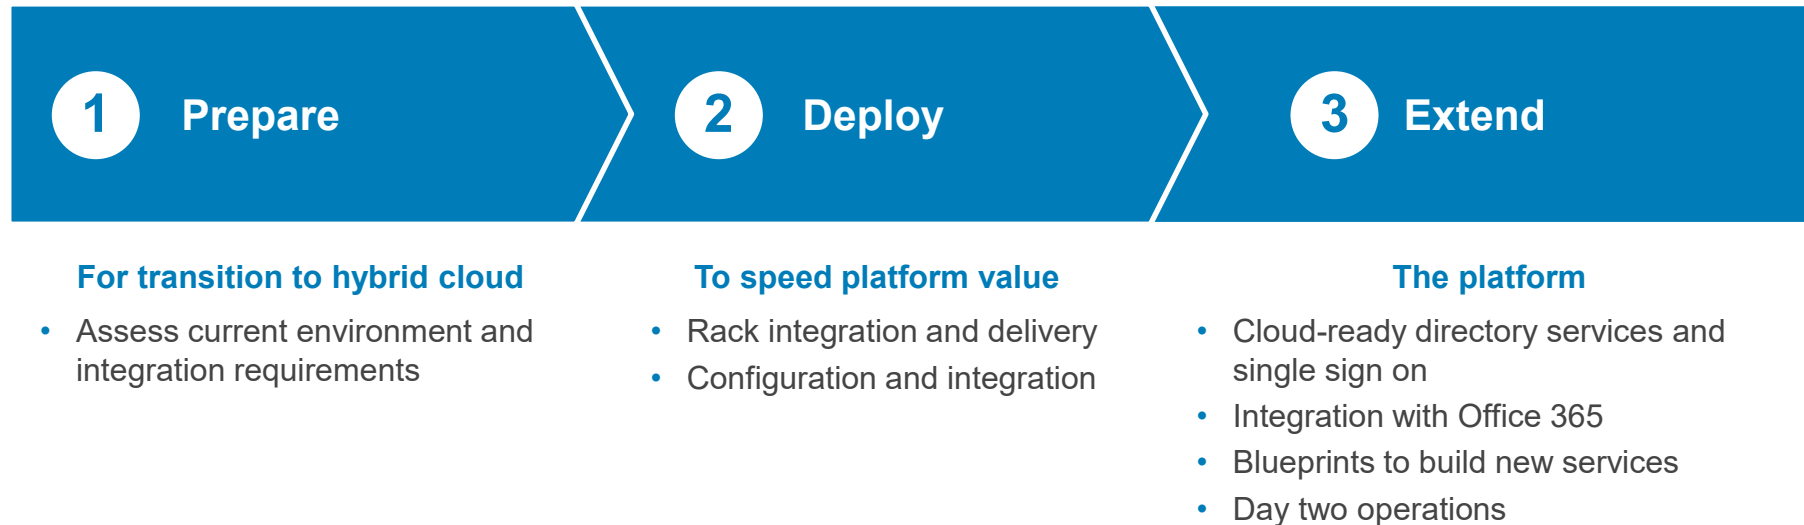 1 Prepare
2 Deploy
3 Extend
For transition to hybrid cloud
• Assess current environment and
integration requirements
To speed platform value
• Rack integration and delivery
• Configuration and integration
The platform
• Cloud-ready directory services and
single sign on
• Integration with Office 365
• Blueprints to build new services
• Day two operations